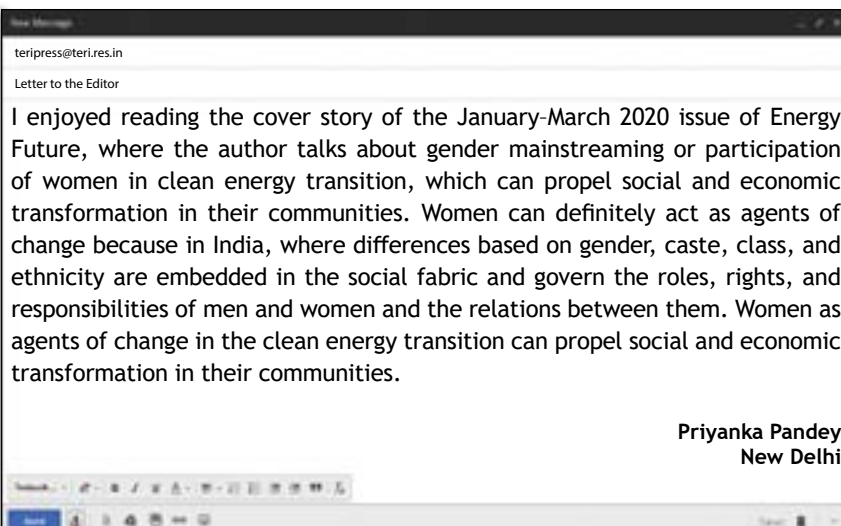 New Message
teripress@teri.res.in
Letter to the Editor
I enjoyed reading the cover story of the January–March 2020 issue of Energy
Future, where the author talks about gender mainstreaming or participation
of women in clean energy transition, which can propel social and economic
transformation in their communities. Women can definitely act as agents of
change because in India, where differences based on gender, caste, class, and
ethnicity are embedded in the social fabric and govern the roles, rights, and
responsibilities of men and women and the relations between them. Women as
agents of change in the clean energy transition can propel social and economic
transformation in their communities.
Priyanka Pandey
New Delhi